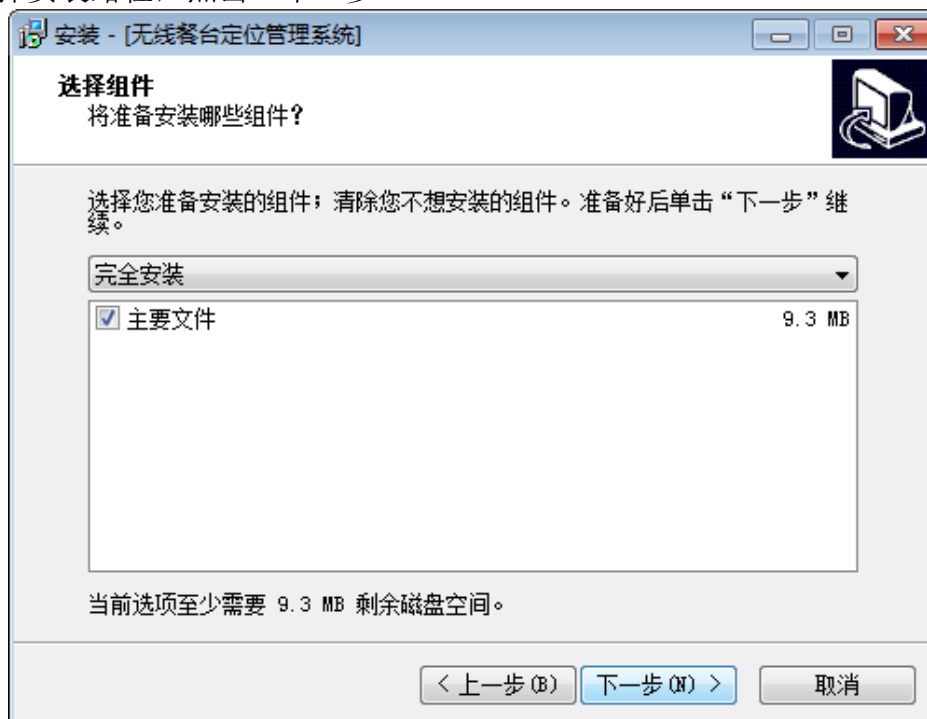 安装 - [无线餐台定位管理系统]
选择组件
将准备安装哪些组件?
选择您准备安装的组件；清除您不想安装的组件。准备好后单击“下一步”继
续。
完全安装
主要文件 9.3 MB
当前选项至少需要 9.3 MB 剩余磁盘空间。
< 上一步(B) 下一步(N) > 取消